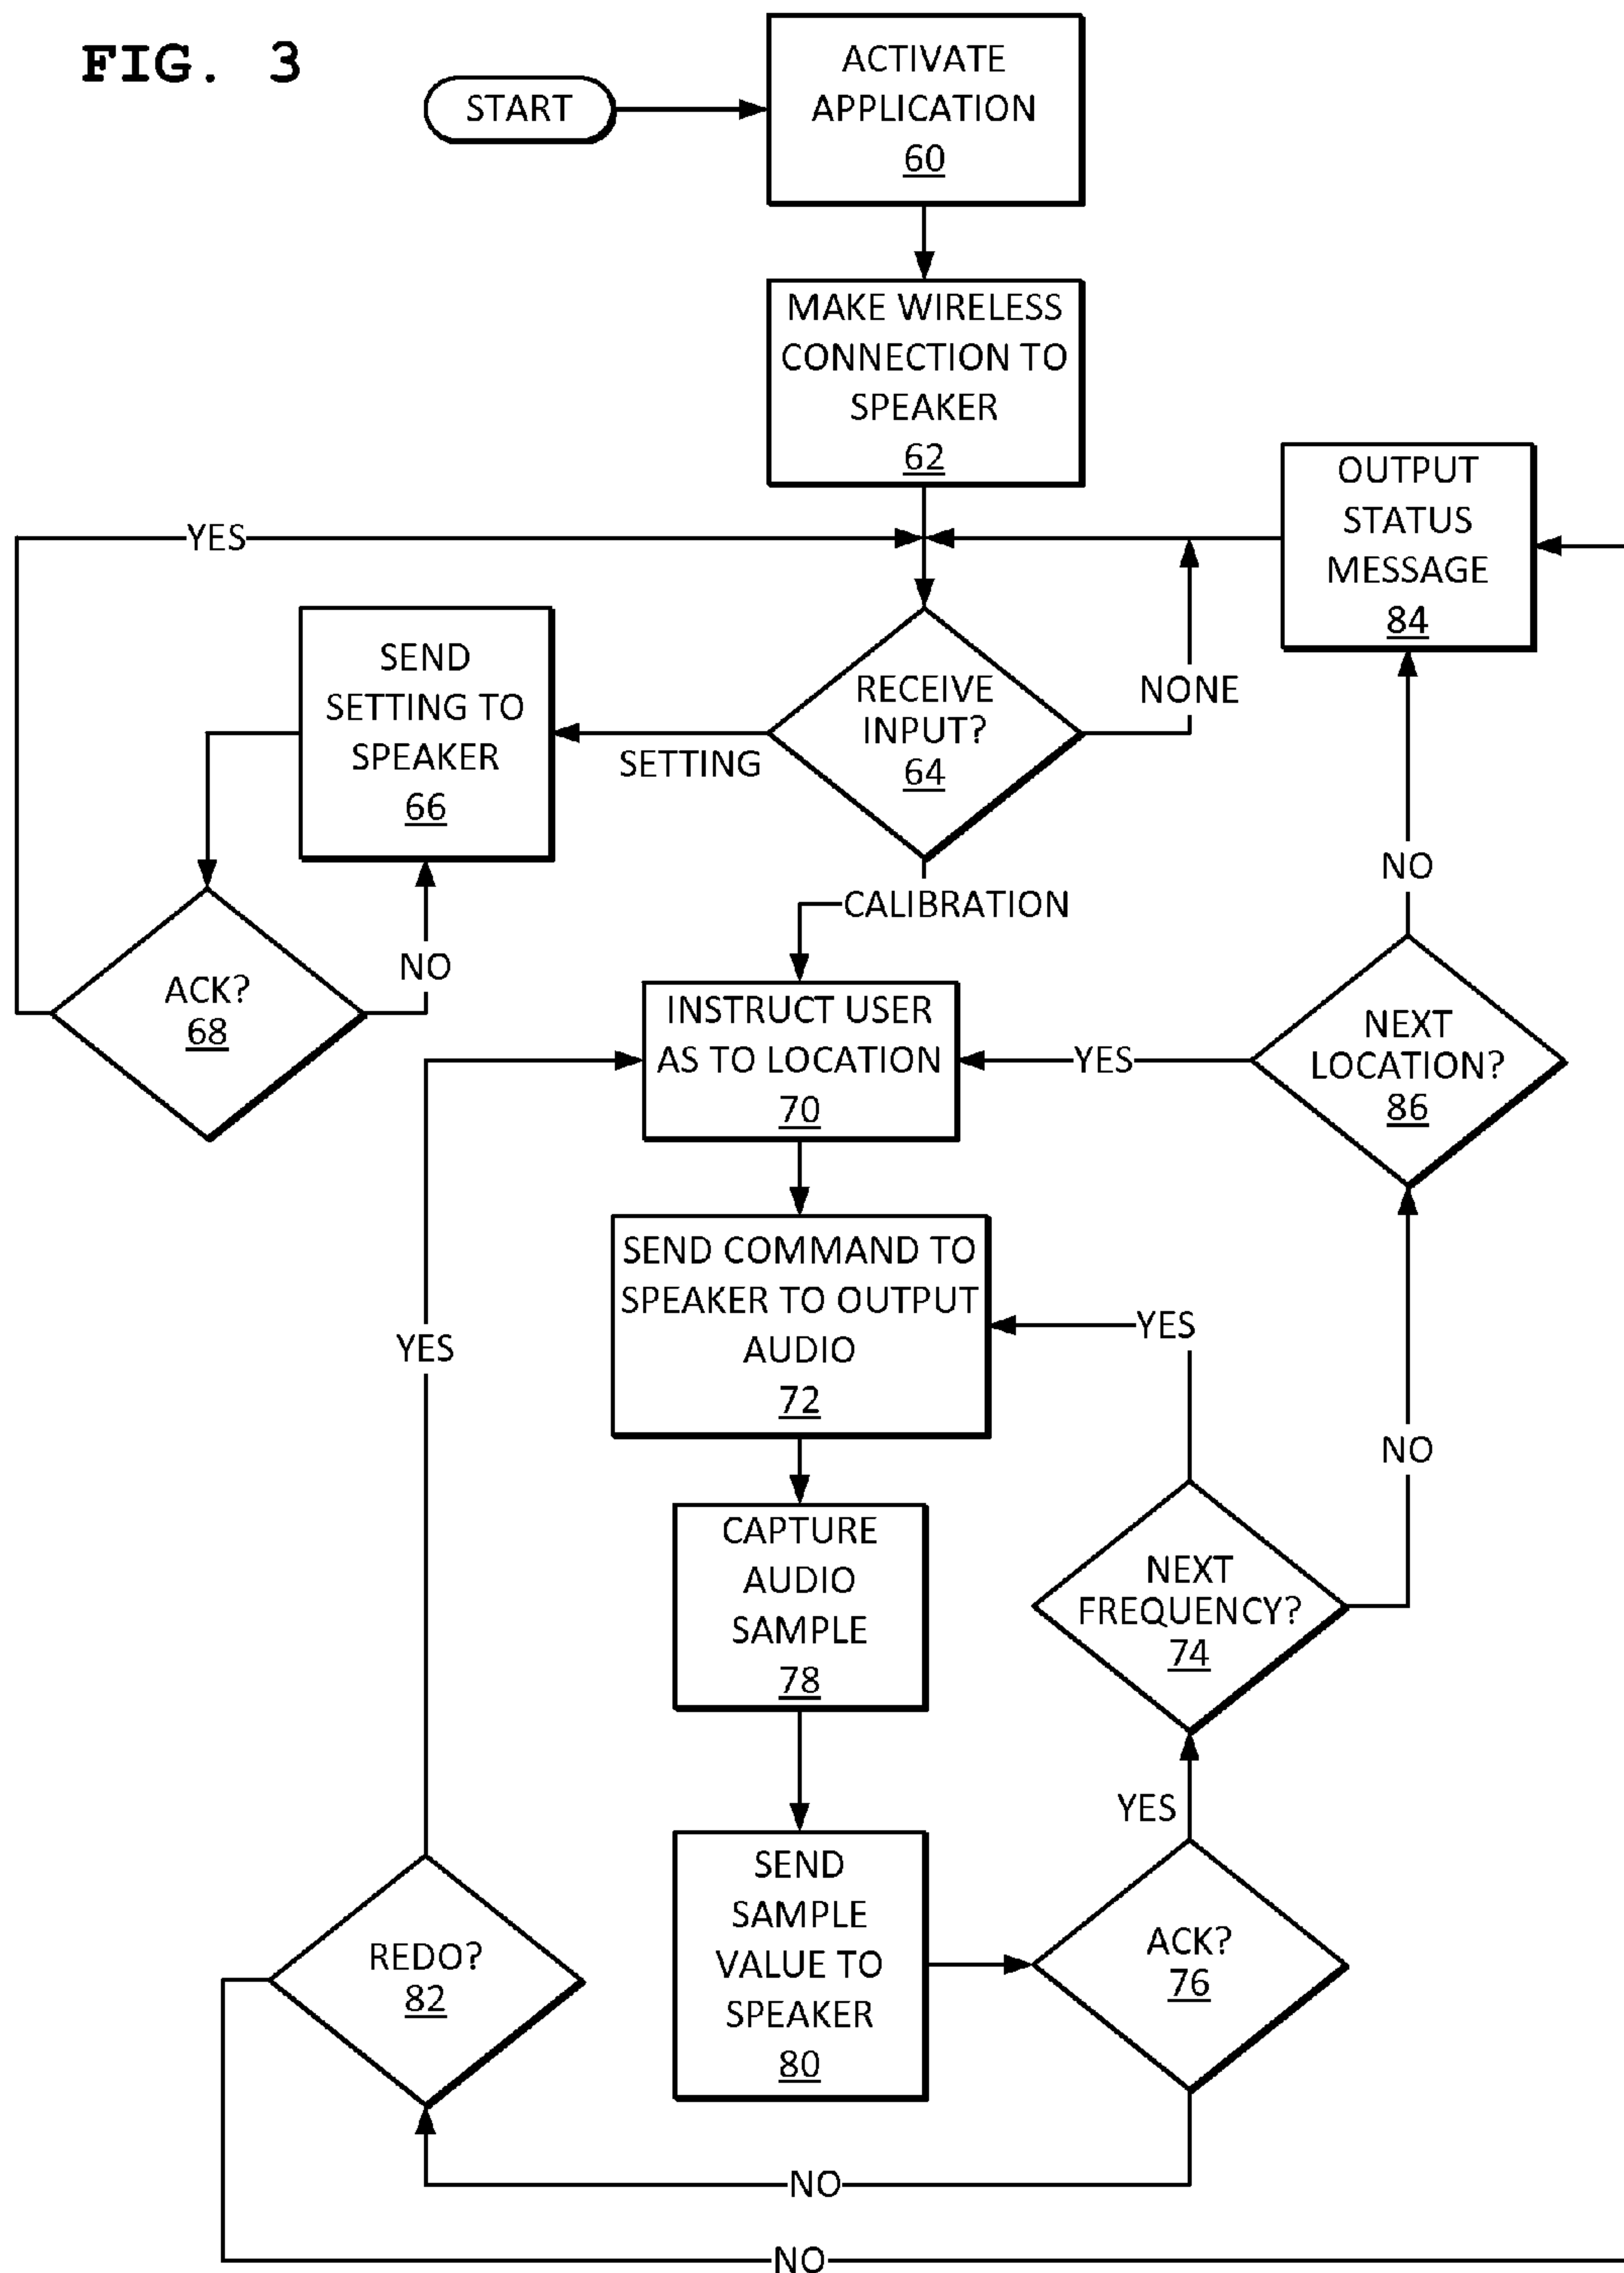 FIG. 3
START
ACTIVATE
APPLICATION
60
MAKE WIRELESS
CONNECTION TO
SPEAKER
62
OUTPUT
STATUS
MESSAGE
84
YES
SEND
SETTING TO
SPEAKER
66
SETTING
RECEIVE
INPUT?
64
NONE
NO
CALIBRATION
ACK?
68
NO
INSTRUCT USER
AS TO LOCATION
70
YES
NEXT
LOCATION?
86
SEND COMMAND TO
SPEAKER TO OUTPUT
AUDIO
72
YES
YES
NO
CAPTURE
AUDIO
SAMPLE
78
NEXT
FREQUENCY?
74
YES
SEND
SAMPLE
VALUE TO
SPEAKER
80
ACK?
76
REDO?
82
NO
NO